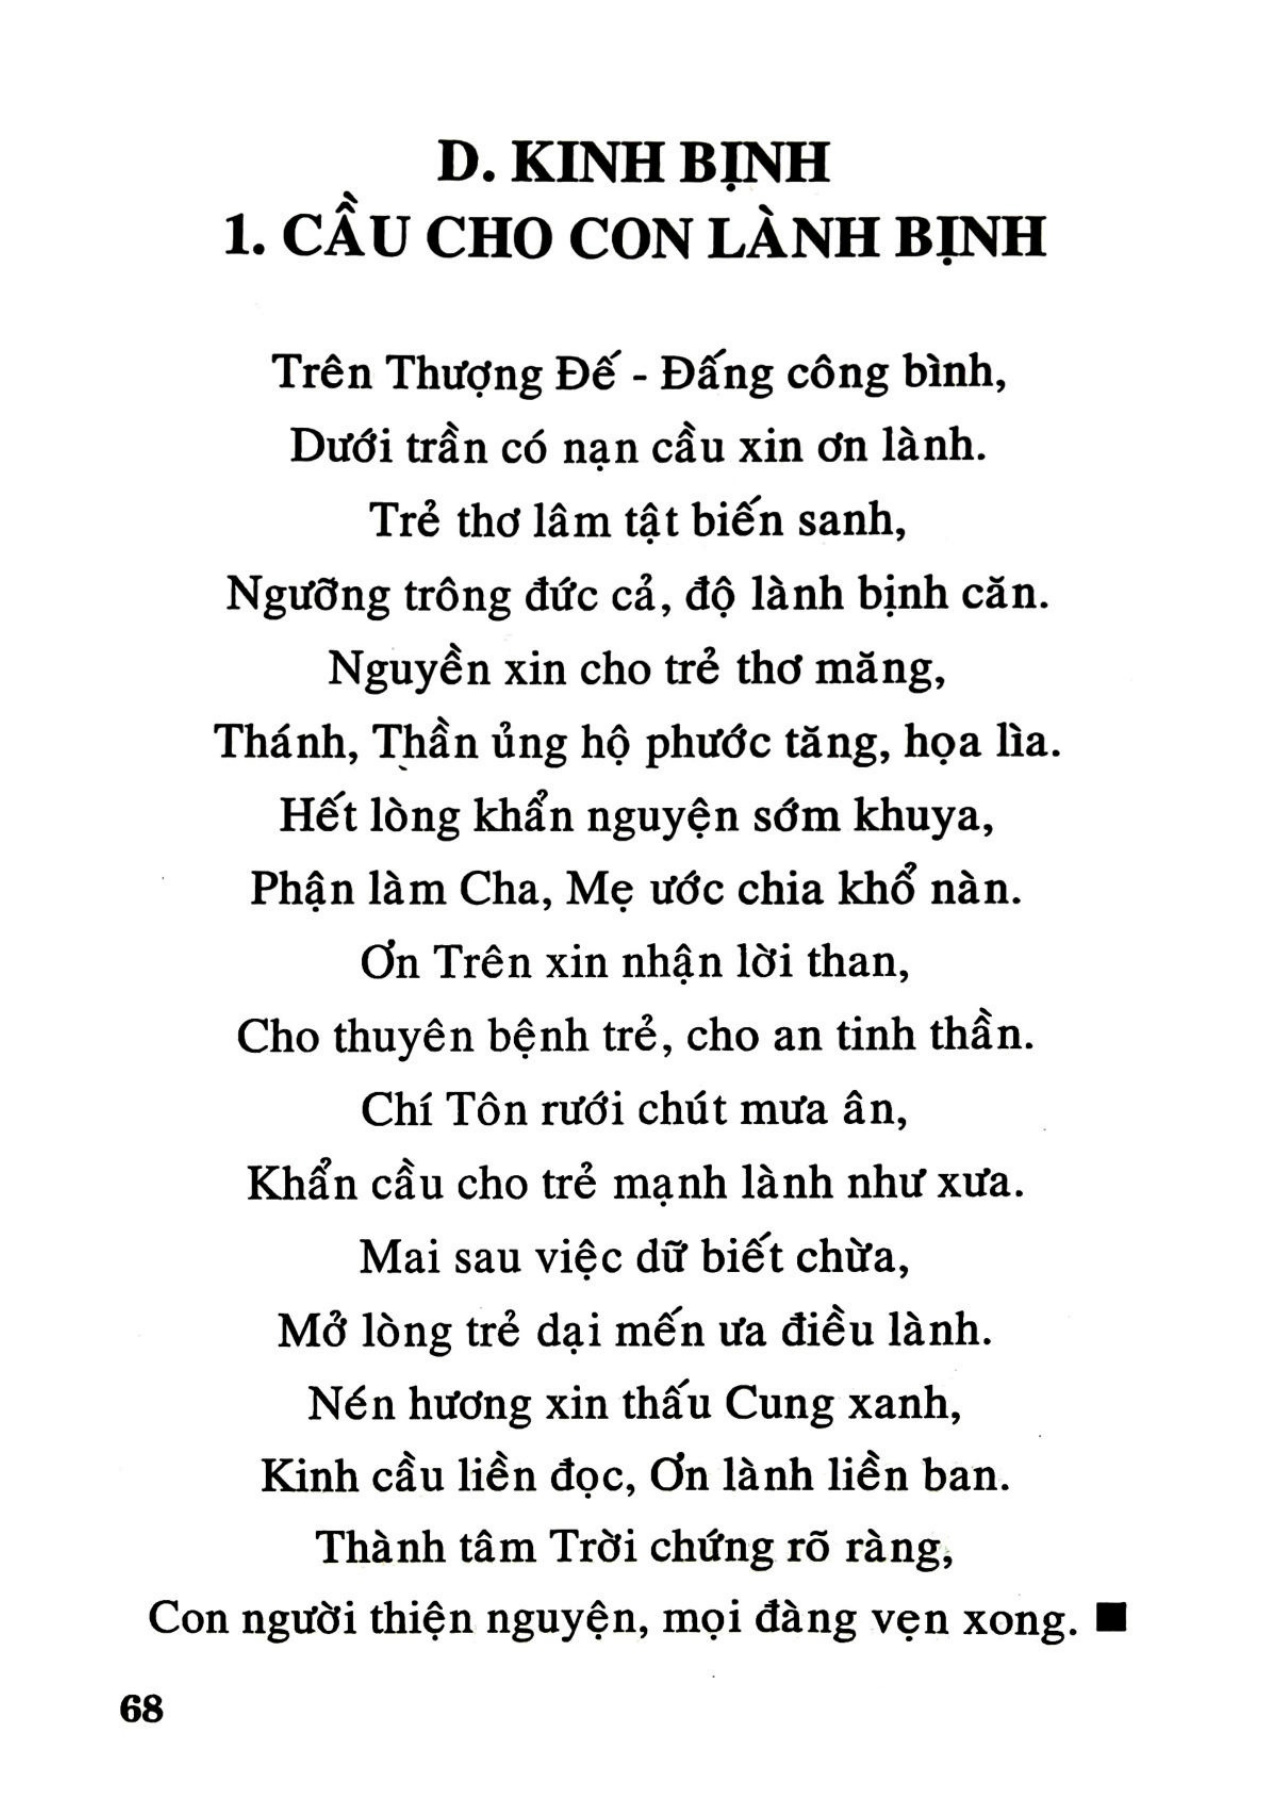 D. KINH BỊNH
1. CẦU CHO CON LÀNH BỊNH
Trên Thượng Đế - Đấng công bình,
Dưới trần có nạn cầu xin ơn lành.
Trẻ thơ lâm tật biến sanh,
Ngưỡng trông đức cả, độ lành bịnh căn.
Nguyền xin cho trẻ thơ măng,
Thánh, Thần ủng hộ phước tăng, họa lìa.
Hết lòng khẩn nguyện sớm khuya,
Phận làm Cha, Mẹ ước chia khổ nàn.
Ơn Trên xin nhận lời than,
Cho thuyên bệnh trẻ, cho an tinh thần.
Chí Tôn rưới chút mưa ân,
Khẩn cầu cho trẻ mạnh lành như xưa.
Mai sau việc dữ biết chừa,
Mở lòng trẻ dại mến ưa điều lành.
Nén hương xin thấu Cung xanh,
Kinh cầu liền đọc, Ơn lành liền ban.
Thành tâm Trời chứng rõ ràng,
Con người thiện nguyện, mọi đàng vẹn xong. ■
68